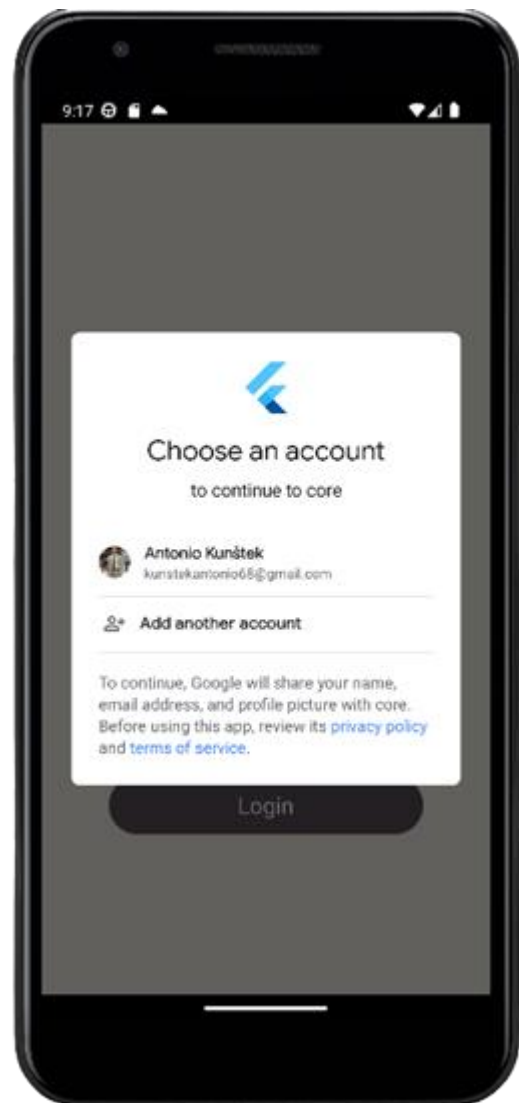 9:17
Choose an account
to continue to core
Antonio Kunštek
kunstekantonio68@gmail.com
Add another account
To continue, Google will share your name,
email address, and profile picture with core.
Before using this app, review its privacy policy
and terms of service.
Login